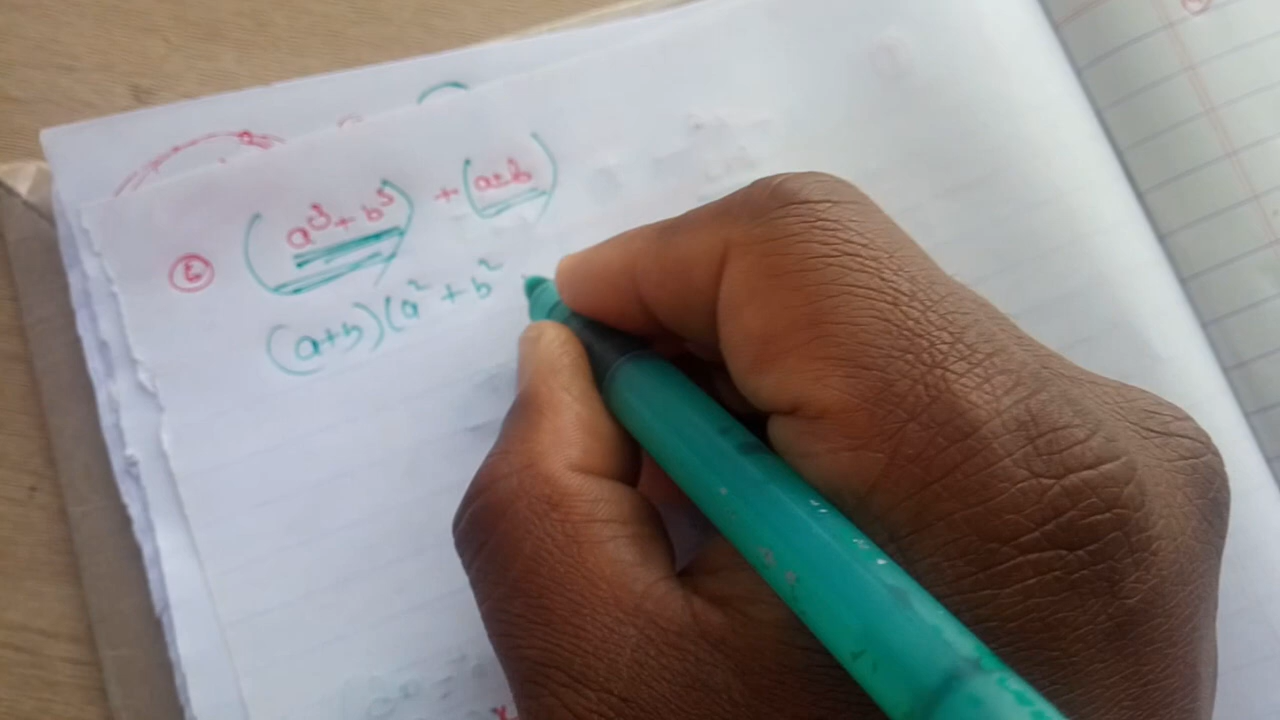 (a³ + b³) + (a+b)
(a+b)(a² + b²